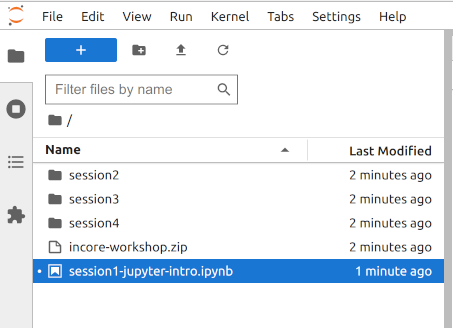 File Edit View Run Kernel Tabs Settings Help
Filter files by name
/
Name Last Modified
session2 2 minutes ago
session3 2 minutes ago
session4 2 minutes ago
incore-workshop.zip 2 minutes ago
session1-jupyter-intro.ipynb 1 minute ago